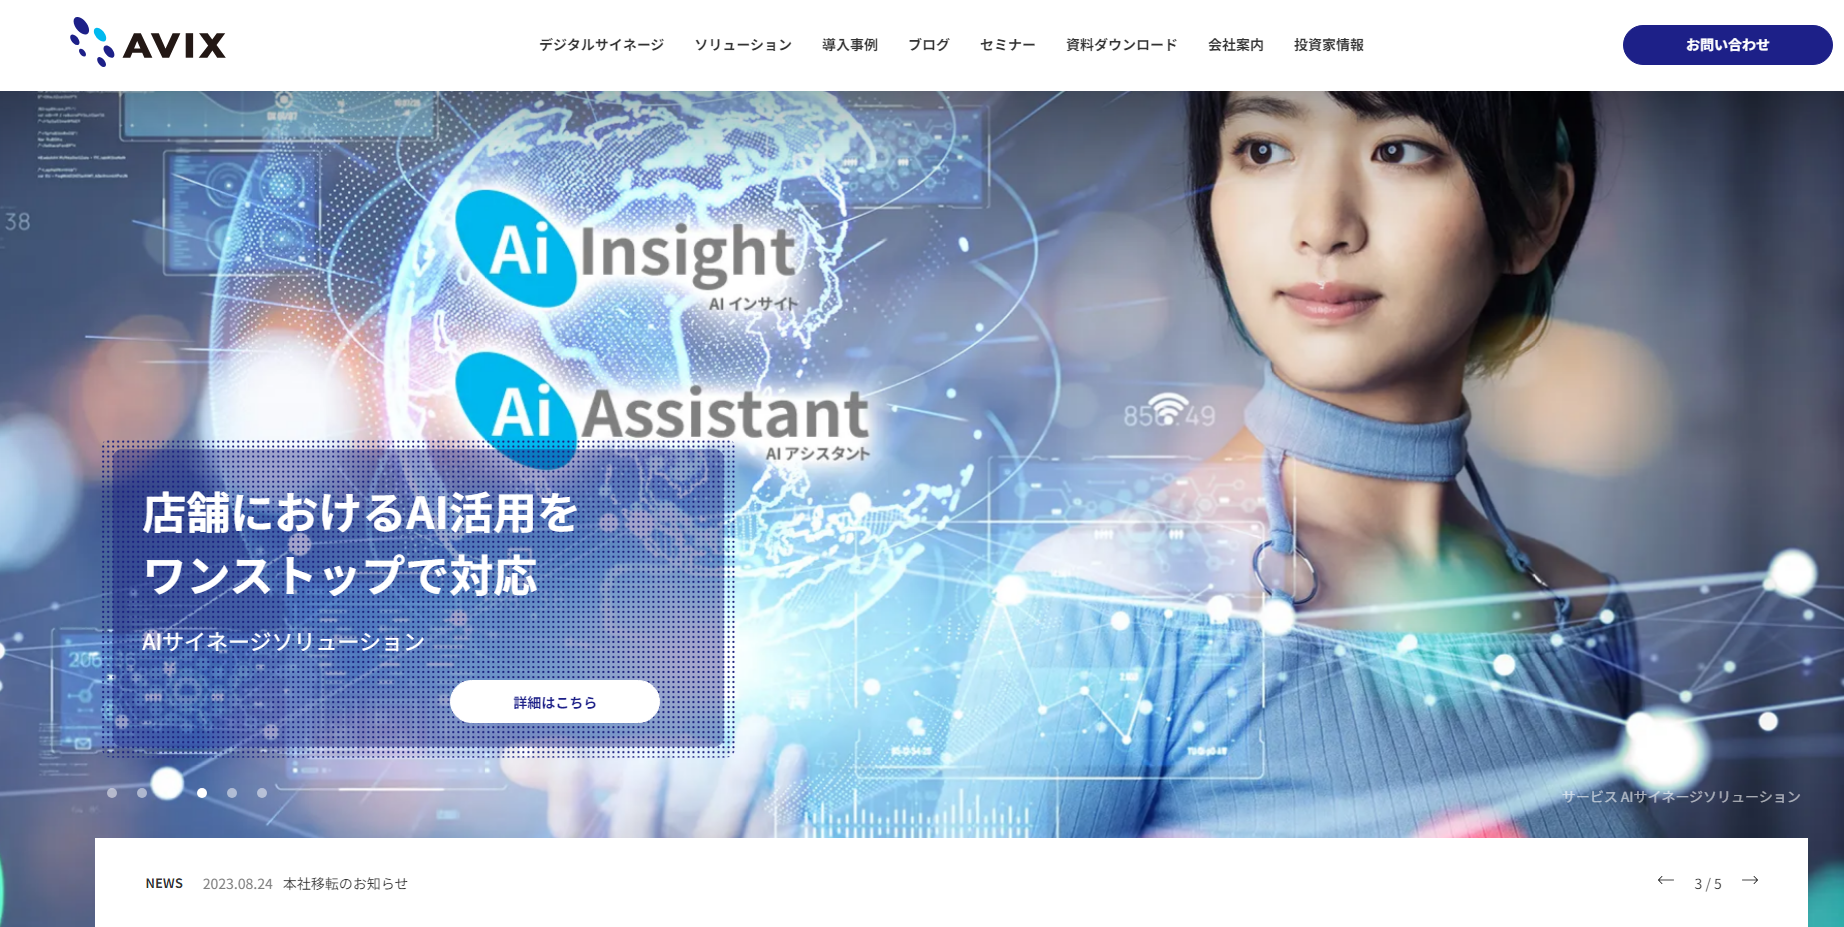 AVIX
デジタルサイネージ ソリューション 導入事例 ブログ セミナー 資料ダウンロード 会社案内 投資家情報
お問い合わせ
38
Ai Insight
AI インサイト
Ai Assistant
AI アシスタント
店舗におけるAI活用を
ワンストップで対応
AIサイネージソリューション
206
詳細はこちら
サービス AIサイネージソリューション
NEWS 2023.08.24 本社移転のお知らせ
3 / 5